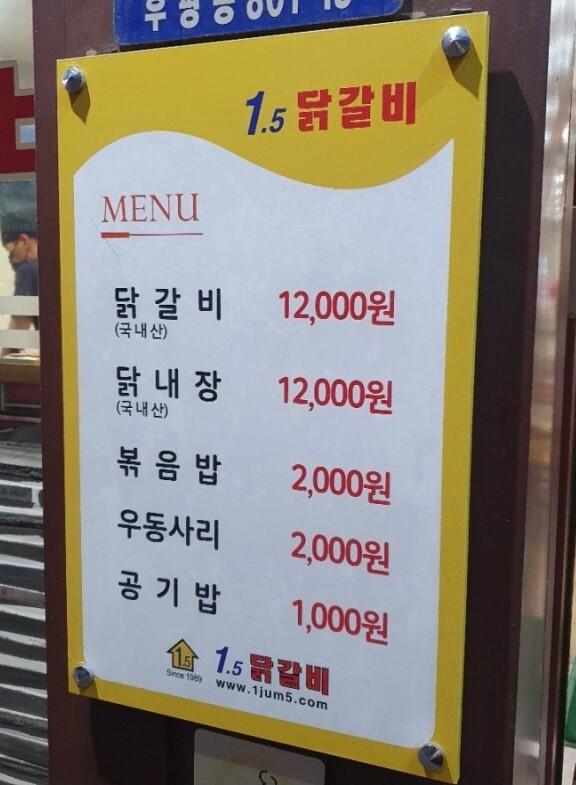 1.5 닭갈비
MENU
닭갈비 12,000원
(국내산)
닭내장 12,000원
(국내산)
볶음밥 2,000원
우동사리 2,000원
공기밥 1,000원
1.5
Since 1989
1.5 닭갈비
www.1jum5.com